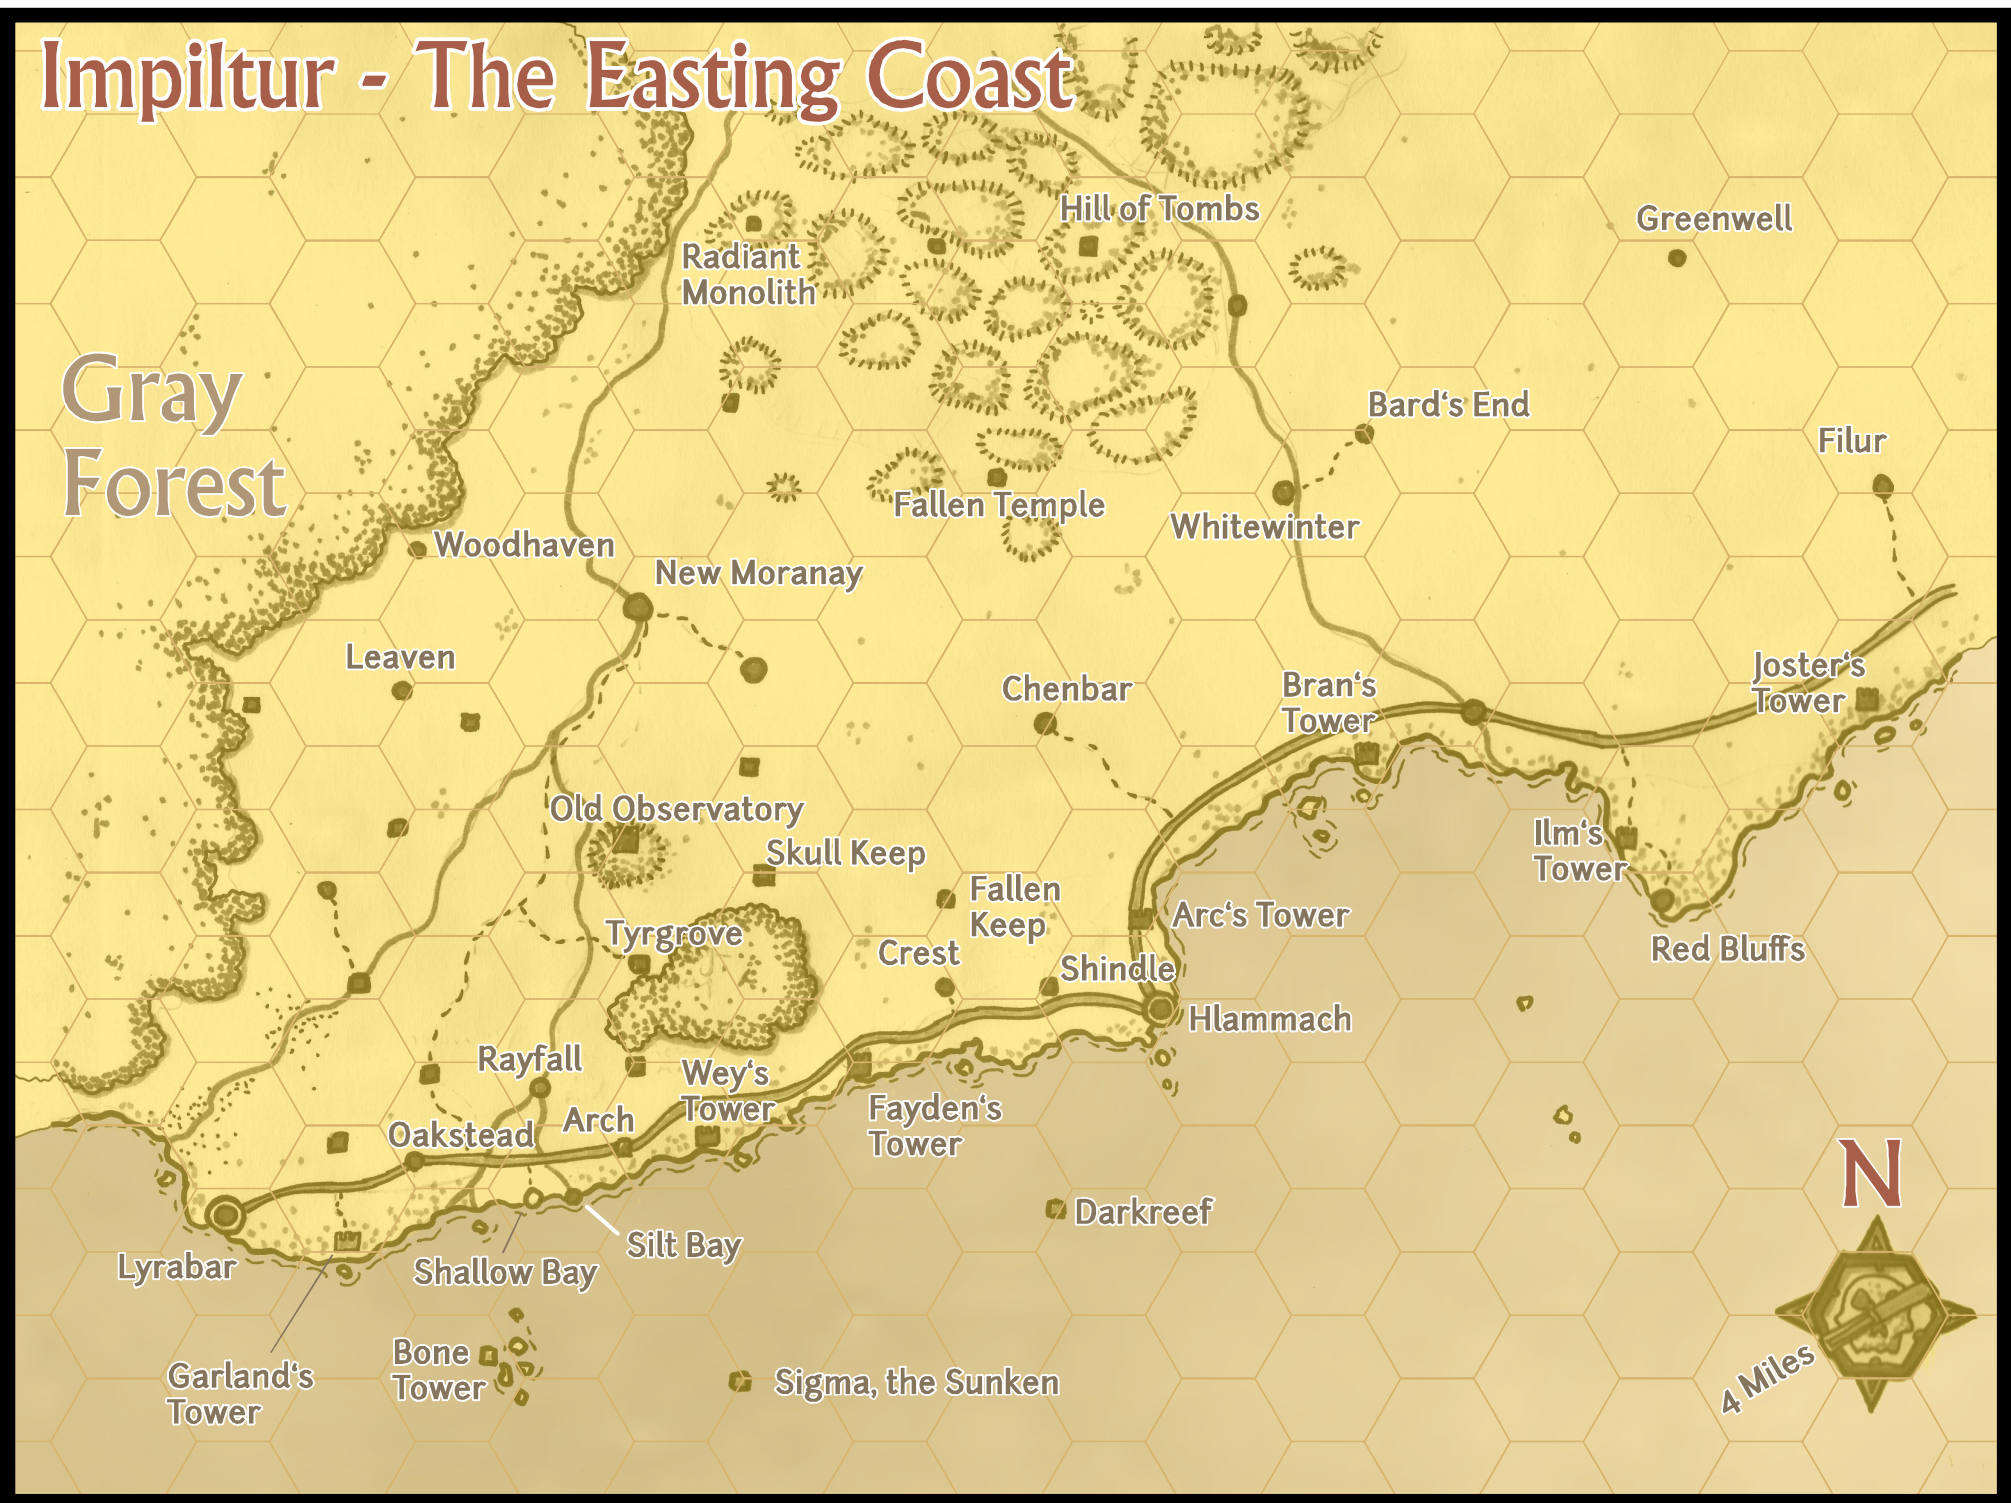 Impiltur - The Easting Coast
Hill of Tombs
Greenwell
Radiant
Monolith
Gray
Forest
Bard‘s End
Filur
Fallen Temple
Whitewinter
Woodhaven
New Moranay
Leaven
Chenbar
Bran‘s
Tower
Joster‘s
Tower
Old Observatory
Skull Keep
Ilm‘s
Tower
Fallen
Keep
Arc‘s Tower
Tyrgrove
Crest
Shindle
Red Bluffs
Hlammach
Rayfall
Wey‘s
Tower
Arch
Fayden‘s
Tower
Oakstead
N
Darkreef
Silt Bay
Lyrabar
Shallow Bay
Bone
Tower
Garland‘s
Tower
Sigma, the Sunken
4 Miles